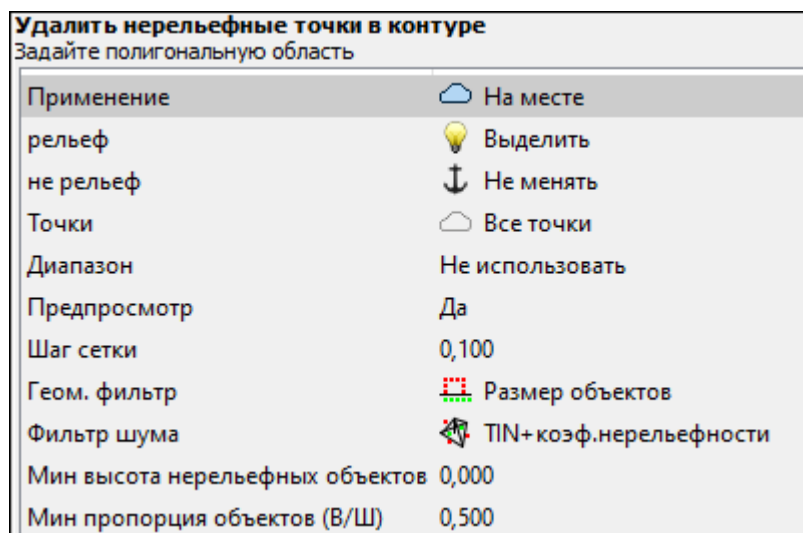 Удалить нерельефные точки в контуре
Задайте полигональную область
Применение На месте
рельеф Выделить
не рельеф Не менять
Точки Все точки
Диапазон Не использовать
Предпросмотр Да
Шаг сетки 0,100
Геом. фильтр Размер объектов
Фильтр шума TIN+коэф.нерельефности
Мин высота нерельефных объектов 0,000
Мин пропорция объектов (В/Ш) 0,500